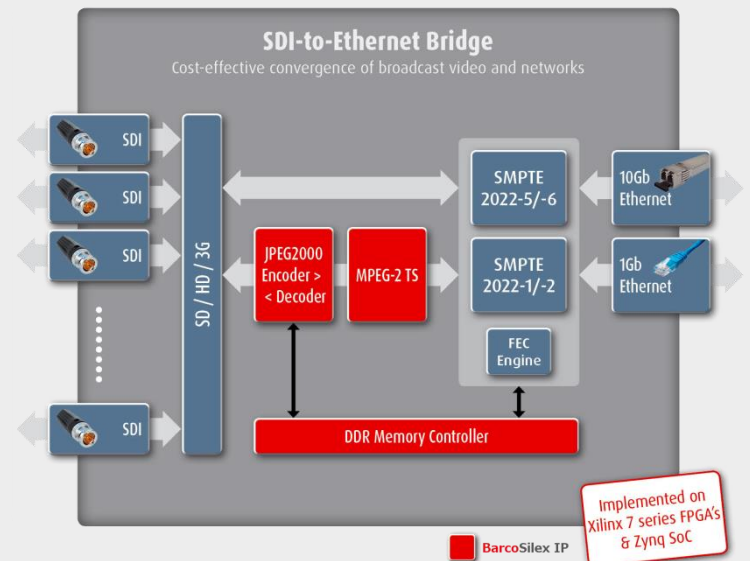 SDI-to-Ethernet Bridge
Cost-effective convergence of broadcast video and networks
SDI
SDI
SDI
SDI
SD / HD / 3G
JPEG2000
Encoder >
< Decoder
MPEG-2 TS
SMPTE
2022-5/-6
SMPTE
2022-1/-2
FEC
Engine
10Gb
Ethernet
1Gb
Ethernet
DDR Memory Controller
Implemented on
Xilinx 7 series FPGA's
& Zynq SoC
BarcoSilex IP